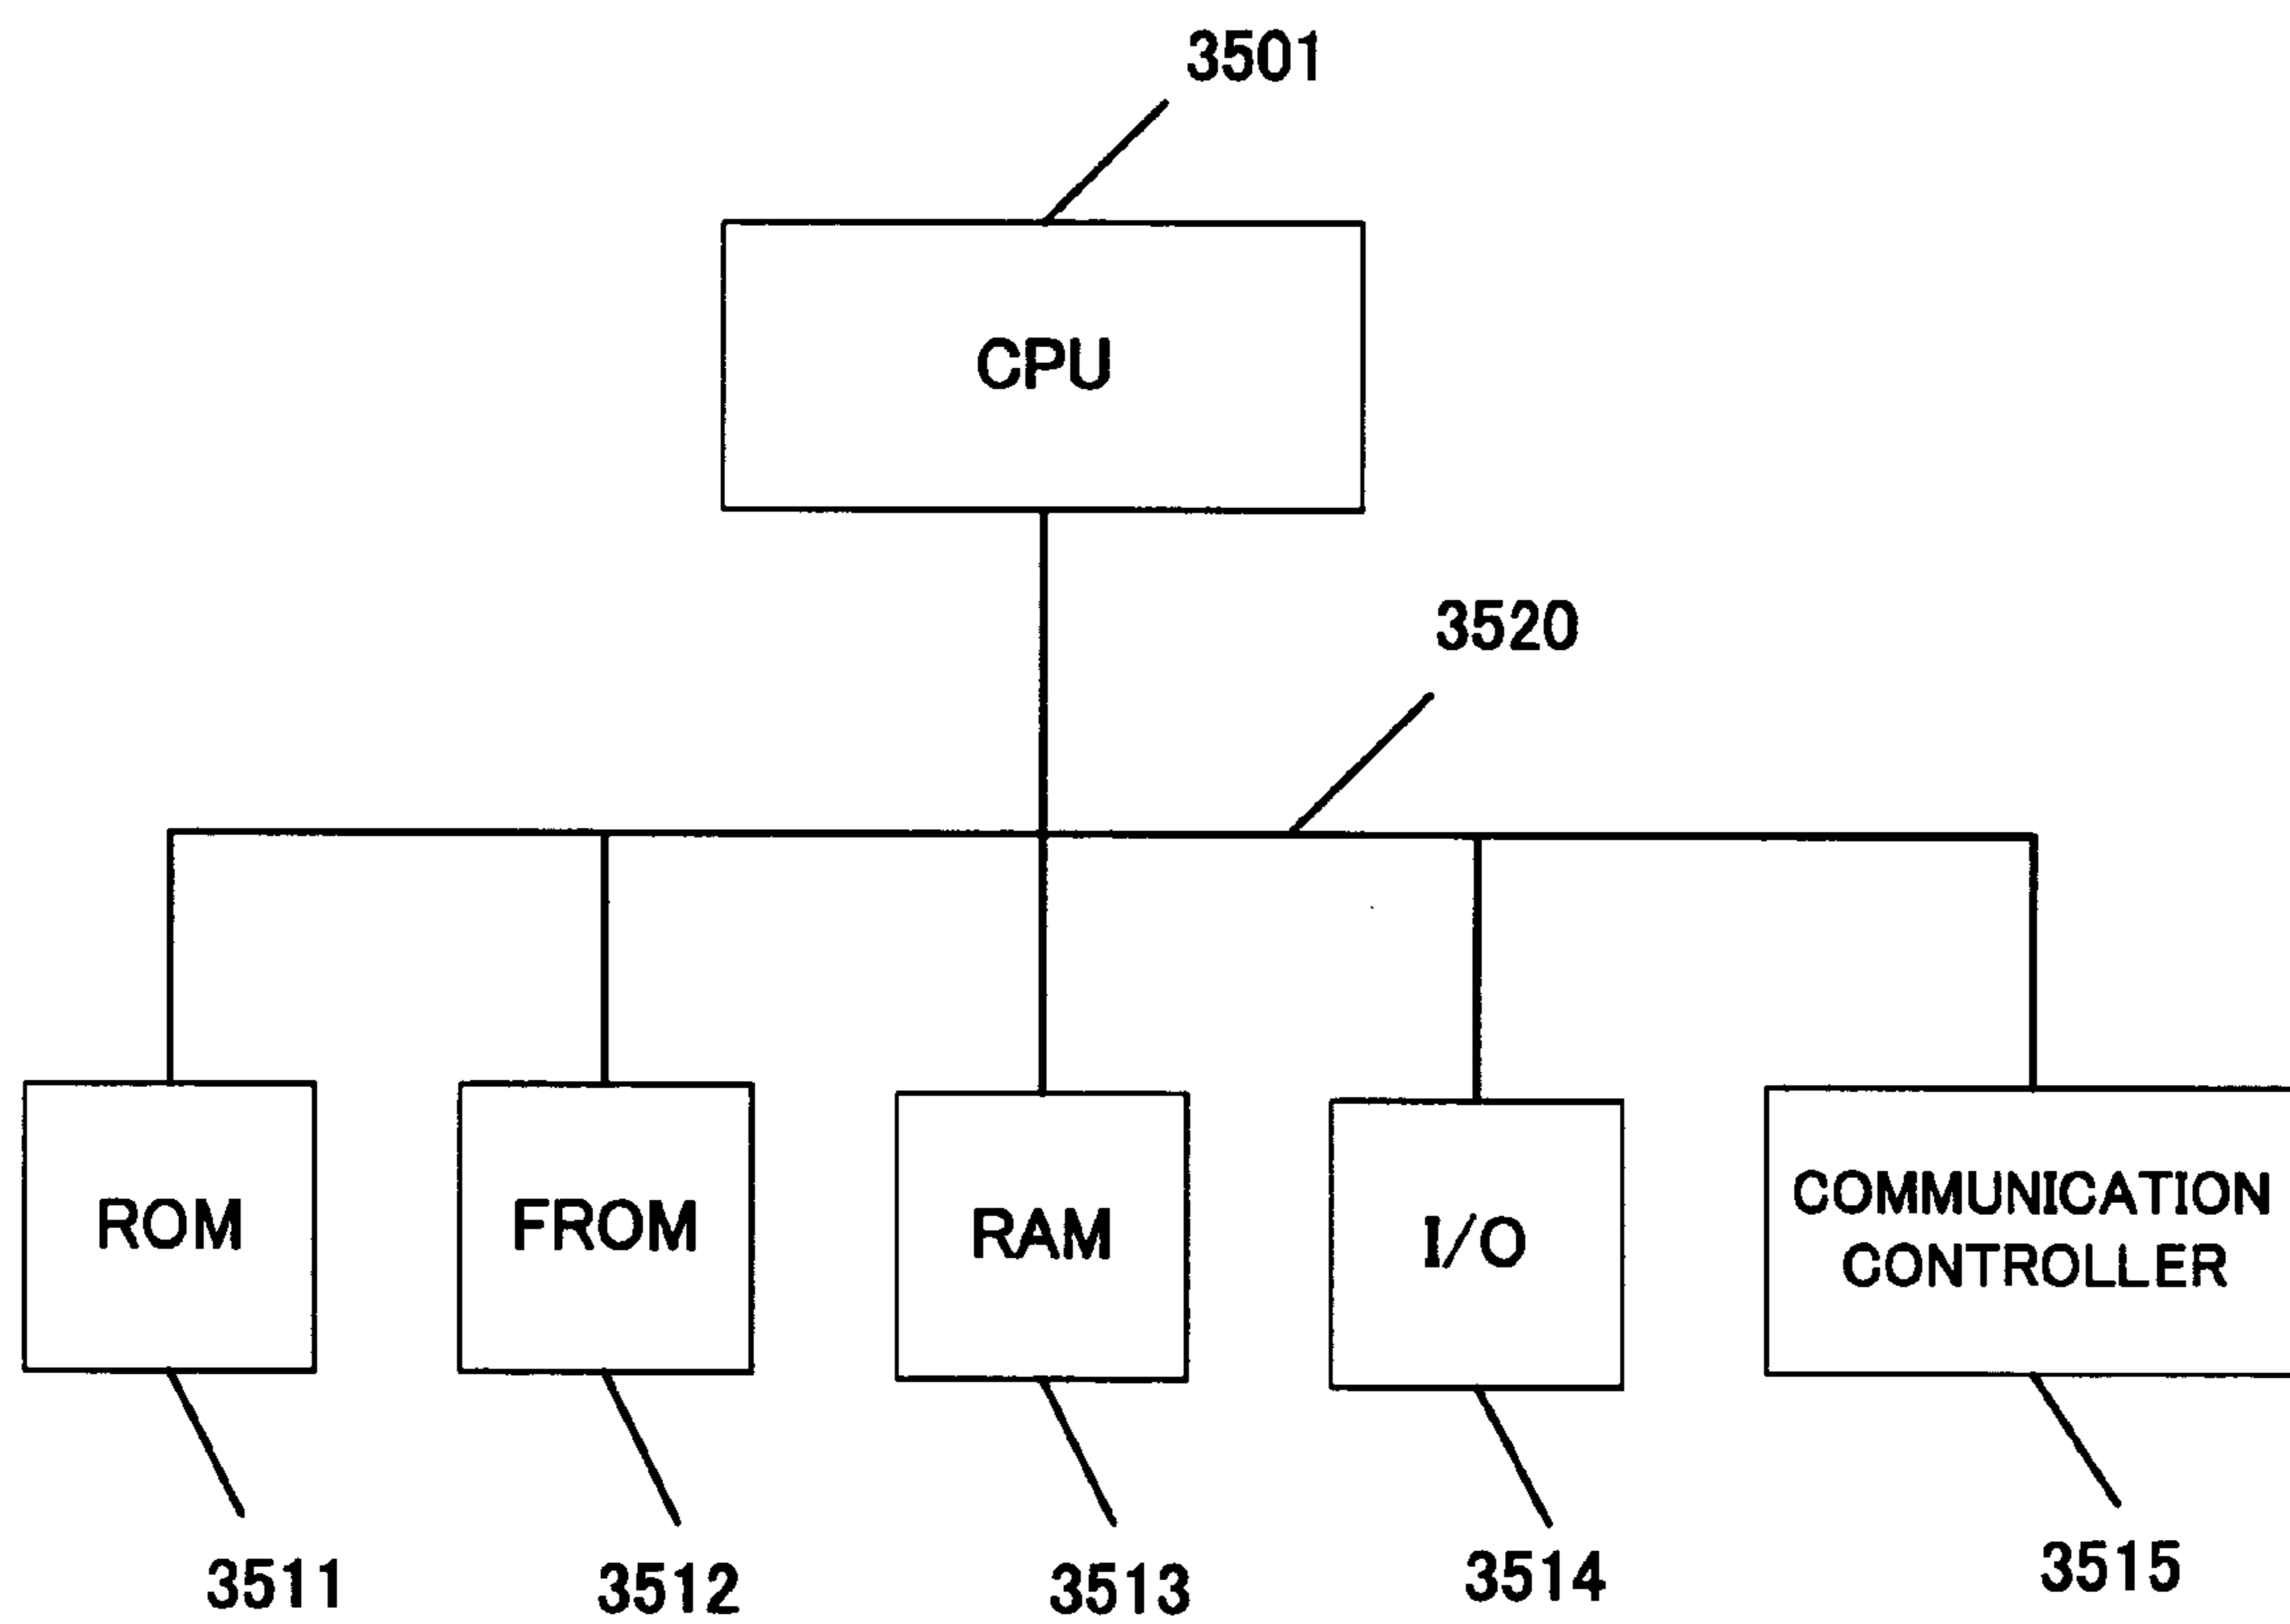 3501
CPU
3520
ROM
FROM
RAM
I/O
COMMUNICATION
CONTROLLER
3511
3512
3513
3514
3515